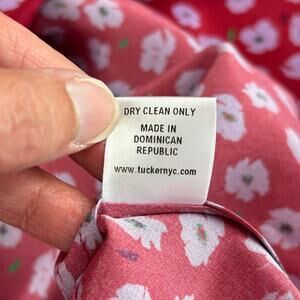 DRY CLEAN ONLY
MADE IN
DOMINICAN
REPUBLIC
www.tuckernyc.com